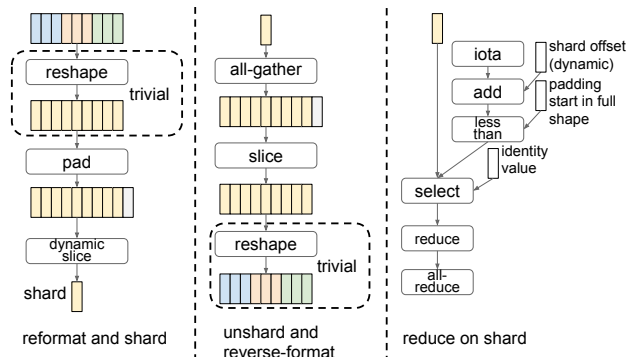 reshape
trivial
pad
dynamic
slice
shard
reformat and shard
all-gather
slice
reshape
trivial
unshard and
reverse-format
iota
shard offset
(dynamic)
add
padding
start in full
shape
less
than
identity
value
select
reduce
all-
reduce
reduce on shard